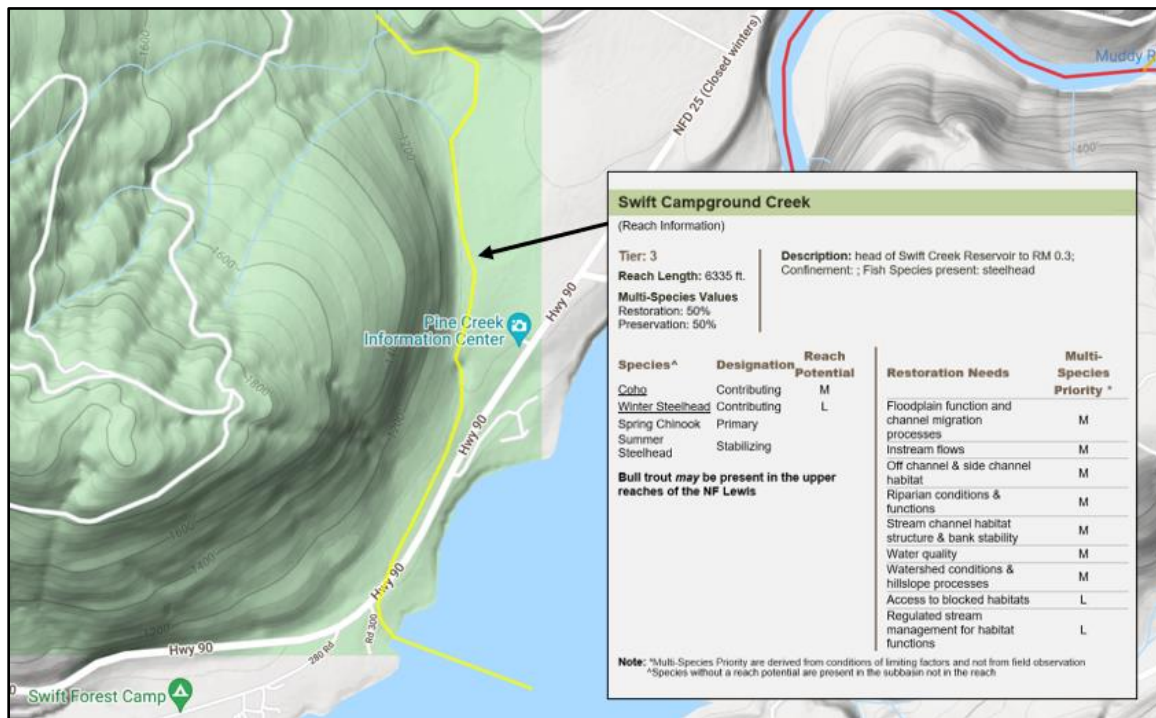 1600
NFD 25 (Closed winters)
Muddy R
1200
400'
1600
Pine Creek
Information Center
Hwy 90
1800
Hwy 90
1600
1400
Hwy 90
1200
Hwy 90
280 Rd
Rd 300
Swift Forest Camp
Swift Campground Creek
(Reach Information)
Tier: 3
Reach Length: 6335 ft.
Multi-Species Values
Restoration: 50%
Preservation: 50%
Description: head of Swift Creek Reservoir to RM 0.3;
Confinement: ; Fish Species present: steelhead
Species^ Designation Reach Potential
Coho Contributing M
Winter Steelhead Contributing L
Spring Chinook Primary
Summer
Steelhead Stabilizing
Bull trout may be present in the upper
reaches of the NF Lewis
Restoration Needs Multi-Species Priority *
Floodplain function and
channel migration
processes M
Instream flows M
Off channel & side channel
habitat M
Riparian conditions &
functions M
Stream channel habitat
structure & bank stability M
Water quality M
Watershed conditions &
hillslope processes M
Access to blocked habitats L
Regulated stream
management for habitat
functions L
Note: *Multi-Species Priority are derived from conditions of limiting factors and not from field observation
^Species without a reach potential are present in the subbasin not in the reach